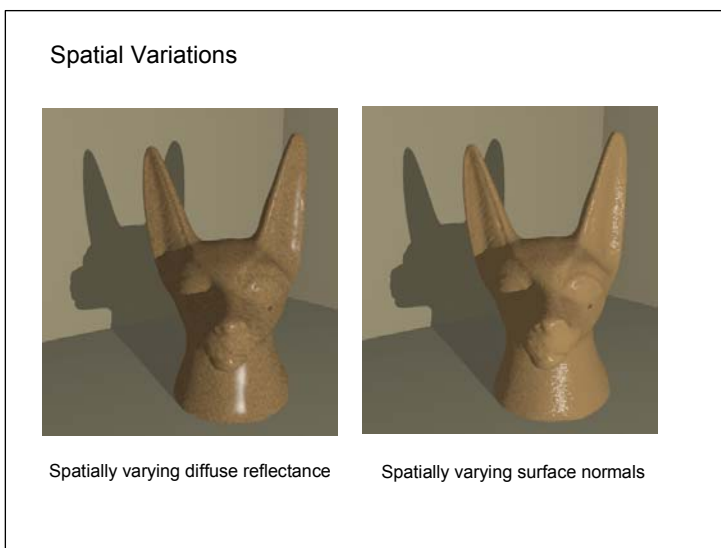 Spatial Variations
Spatially varying diffuse reflectance
Spatially varying surface normals